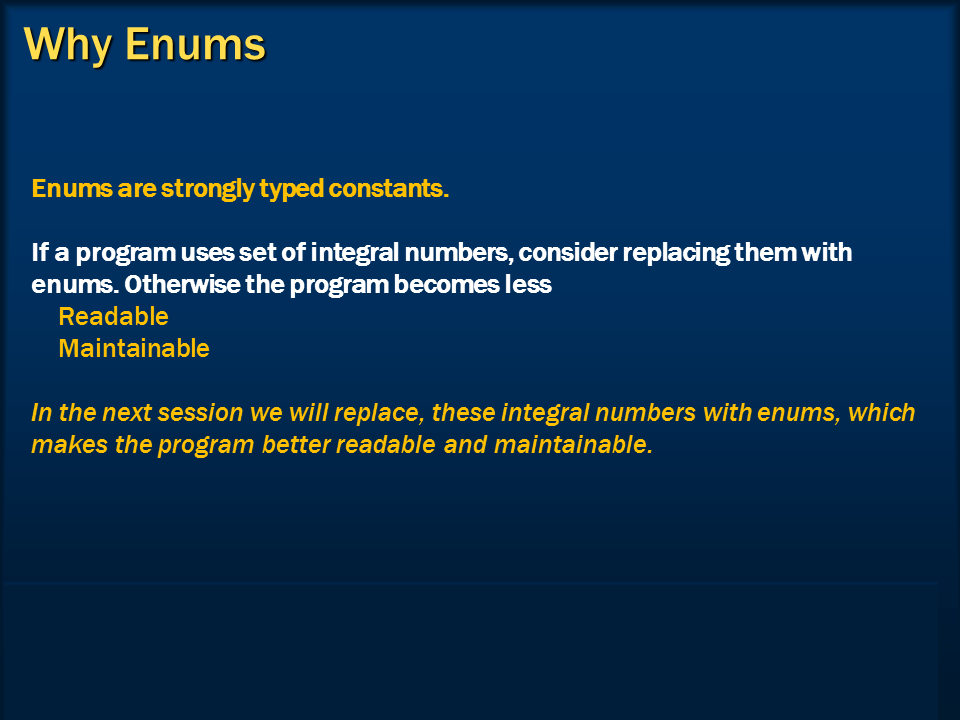 Why Enums
Enums are strongly typed constants.
If a program uses set of integral numbers, consider replacing them with
enums. Otherwise the program becomes less
Readable
Maintainable
In the next session we will replace, these integral numbers with enums, which
makes the program better readable and maintainable.